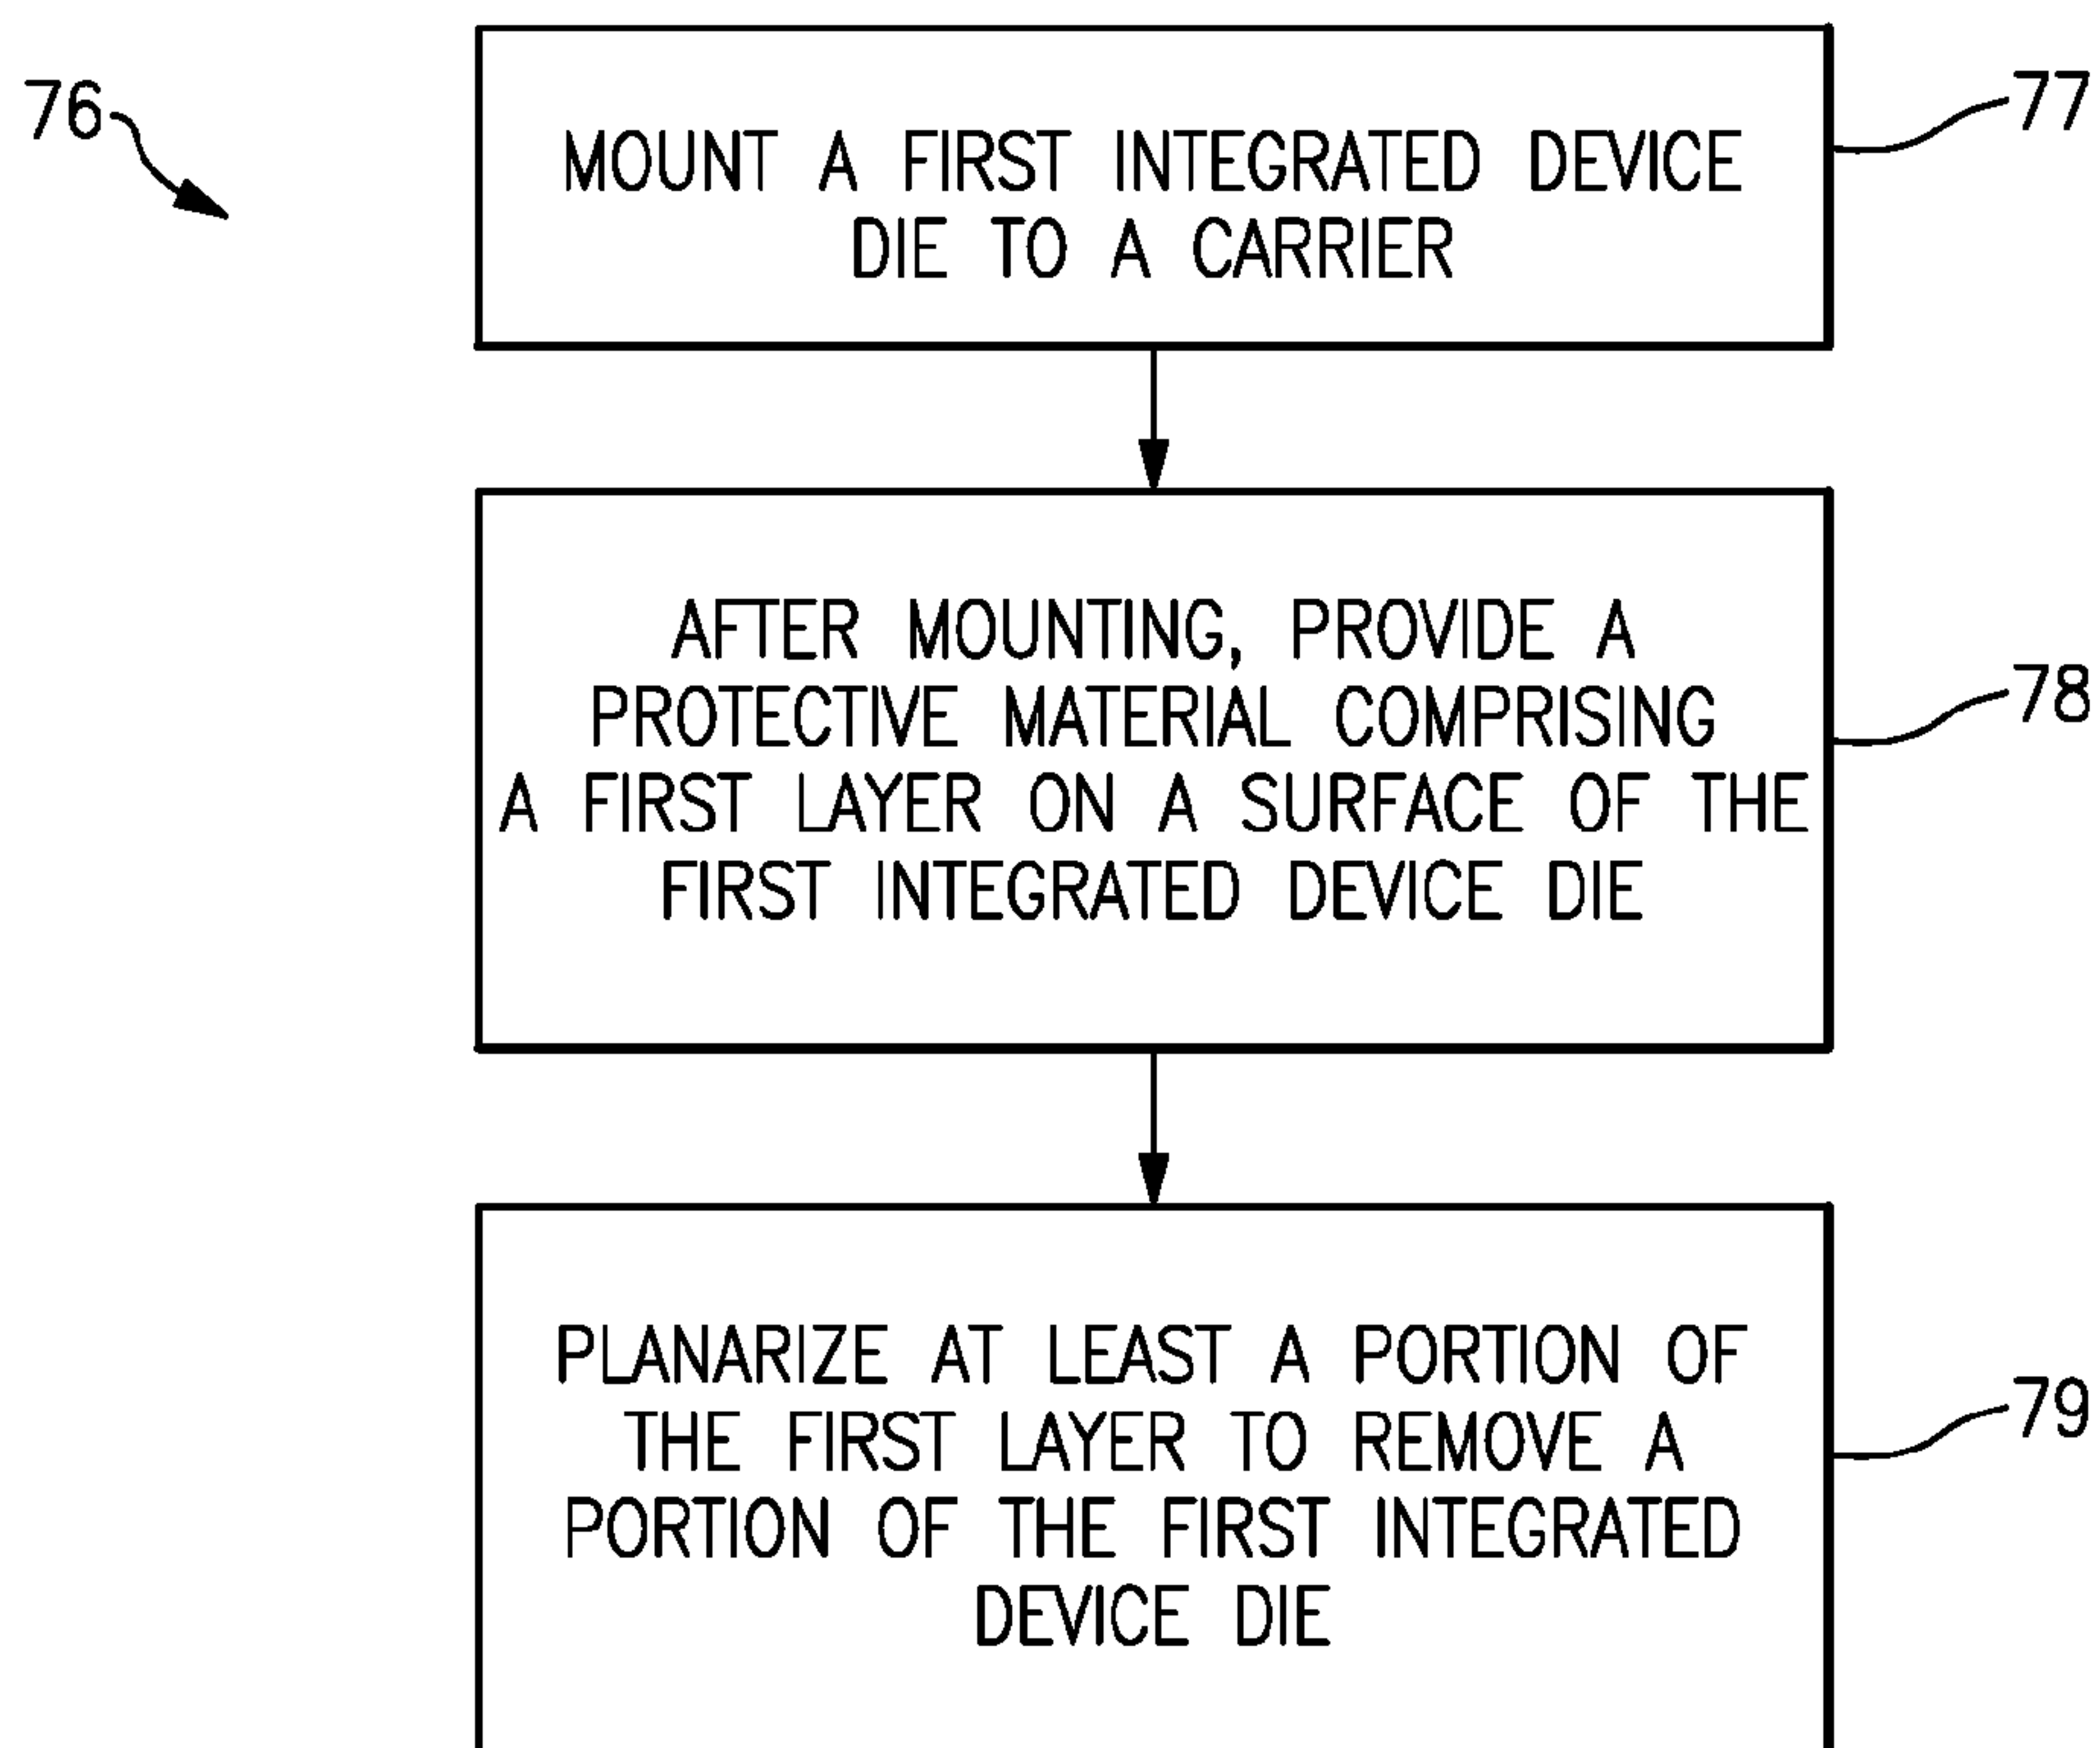 76
77
MOUNT A FIRST INTEGRATED DEVICE
DIE TO A CARRIER
AFTER MOUNTING, PROVIDE A
PROTECTIVE MATERIAL COMPRISING
A FIRST LAYER ON A SURFACE OF THE
FIRST INTEGRATED DEVICE DIE
78
PLANARIZE AT LEAST A PORTION OF
THE FIRST LAYER TO REMOVE A
PORTION OF THE FIRST INTEGRATED
DEVICE DIE
79